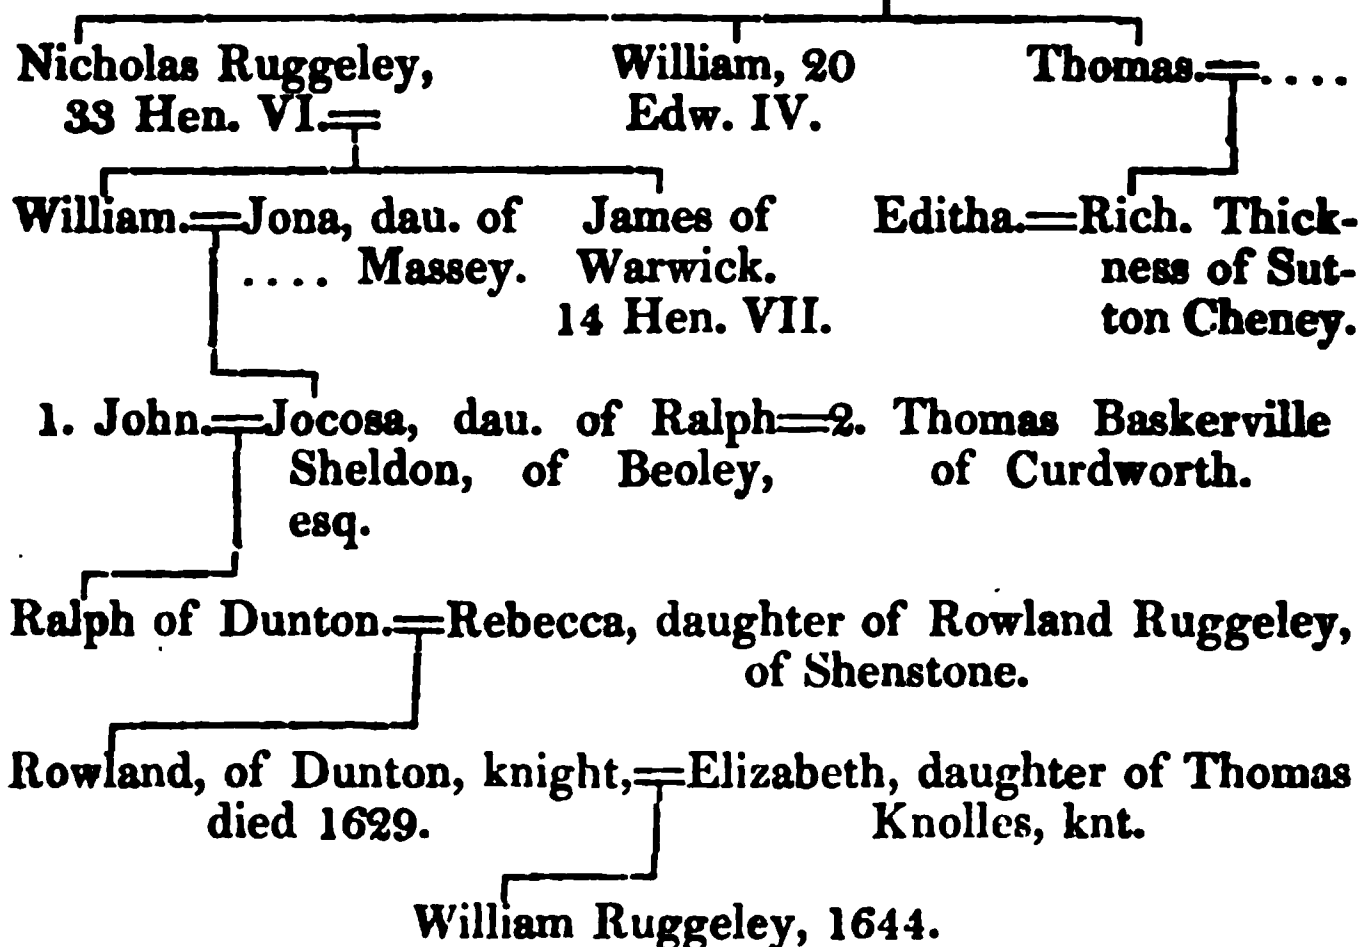 Nicholas Ruggeley, William, 20 Thomas.=....
33 Hen. VI.= Edw. IV.
William.=Jona, dau. of James of Editha.=Rich. Thick-
.... Massey. Warwick. ness of Sut-
14 Hen. VII. ton Cheney.
1. John.=Jocosa, dau. of Ralph=2. Thomas Baskerville
Sheldon, of Beoley, of Curdworth.
esq.
Ralph of Dunton.=Rebecca, daughter of Rowland Ruggeley,
of Shenstone.
Rowland, of Dunton, knight,=Elizabeth, daughter of Thomas
died 1629. Knolles, knt.
William Ruggeley, 1644.